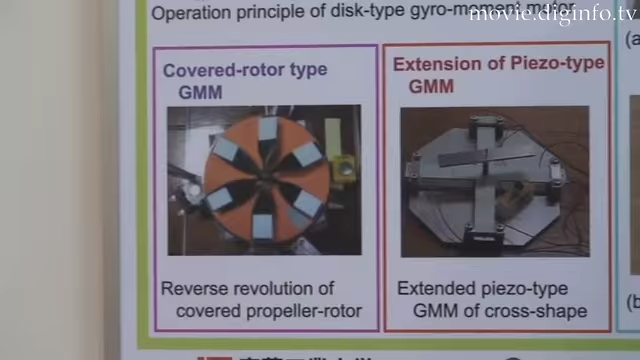 movie.diginfo.tv
Operation principle of disk-type gyro-moment motor
(a
Covered-rotor type
GMM
Extension of Piezo-type
GMM
Reverse revolution of
covered propeller-rotor
Extended piezo-type
GMM of cross-shape
(b